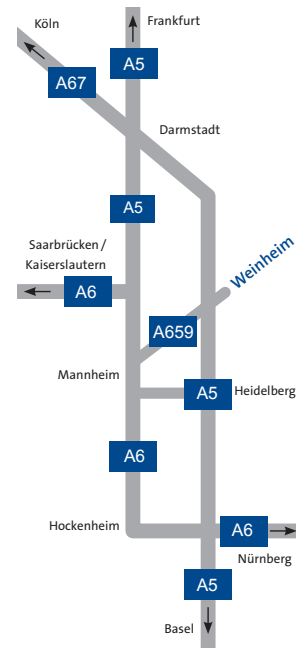 Köln
Frankfurt
A5
A67
Darmstadt
A5
Saarbrücken /
Kaiserslautern
Weinheim
A6
A659
Mannheim
A5
Heidelberg
A6
Hockenheim
A6
Nürnberg
A5
Basel